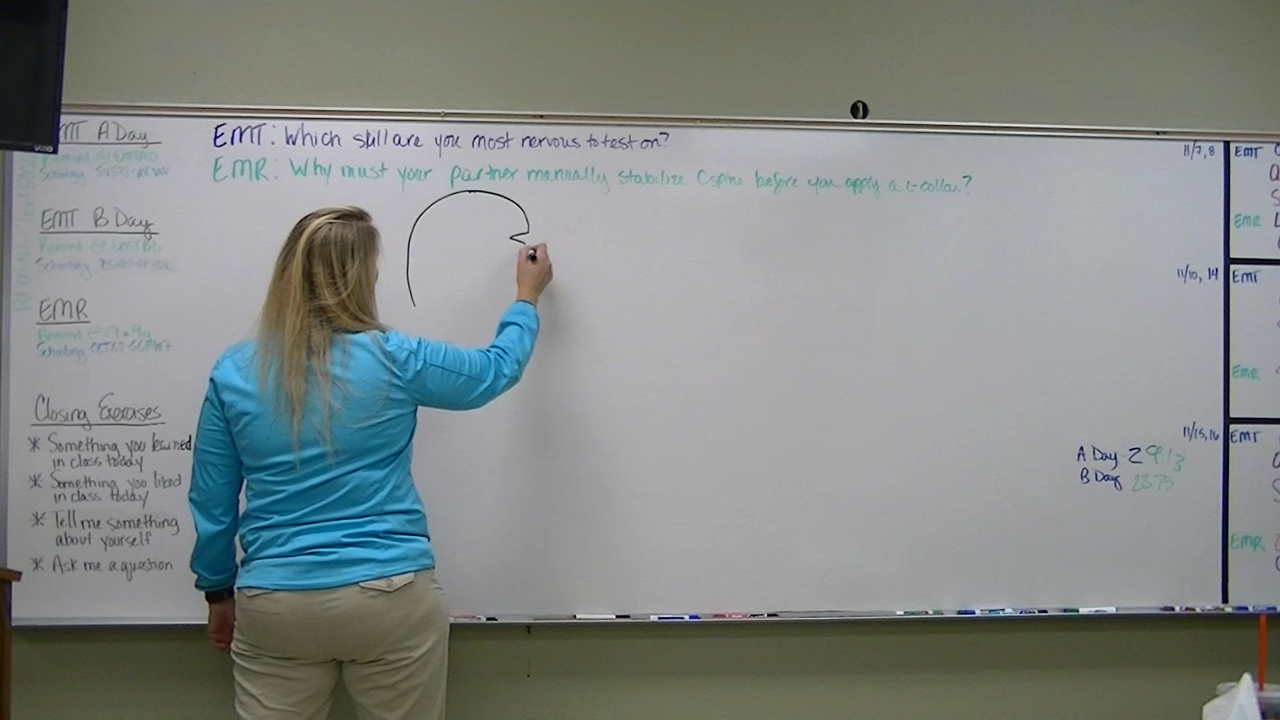 EMT: Which skill are you most nervous to test on?
EMR: Why must your partner manually stabilize Cspine before you apply a c-collar?
EMT A Day
EMT B Day
EMR
Closing Exercises
* Something you learned
in class today
* Something you liked
in class today
* Tell me something
about yourself
* Ask me a question
A Day
B Day
11/7,8
EMT
EMR
11/10, 14
EMT
EMR
11/15,16
EMT
EMR